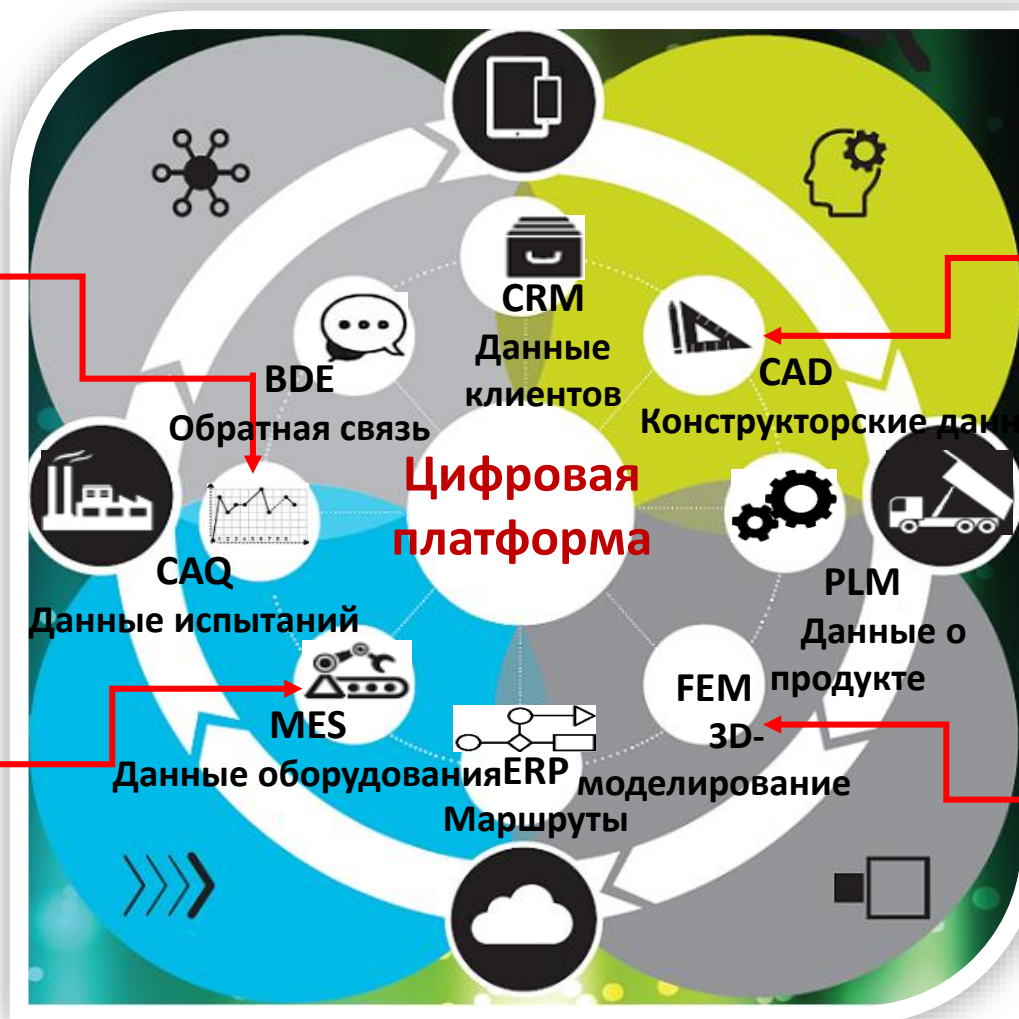 CRM
Данные
клиентов
BDE
Обратная связь
CAD
Конструкторские данн
Цифровая
платформа
CAQ
Данные испытаний
PLM
Данные о
продукте
MES
Данные оборудования
FEM
3D-
моделирование
ERP
Маршруты